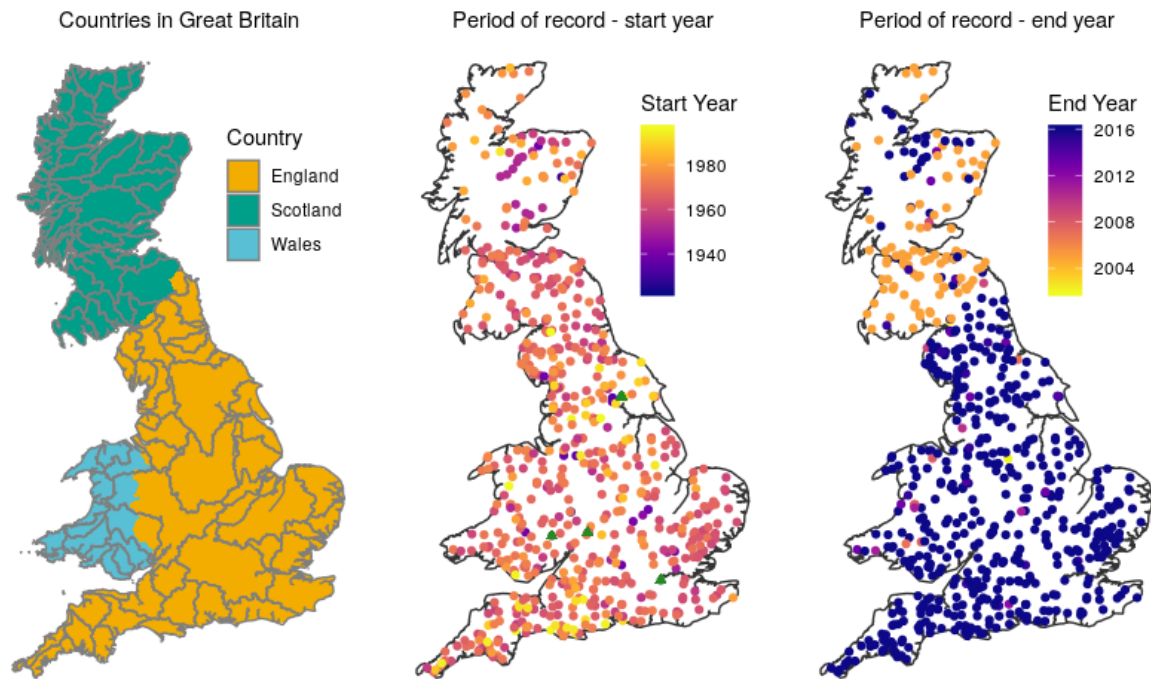 Countries in Great Britain
Country
England
Scotland
Wales
Period of record - start year
Start Year
1980
1960
1940
Period of record - end year
End Year
2016
2012
2008
2004